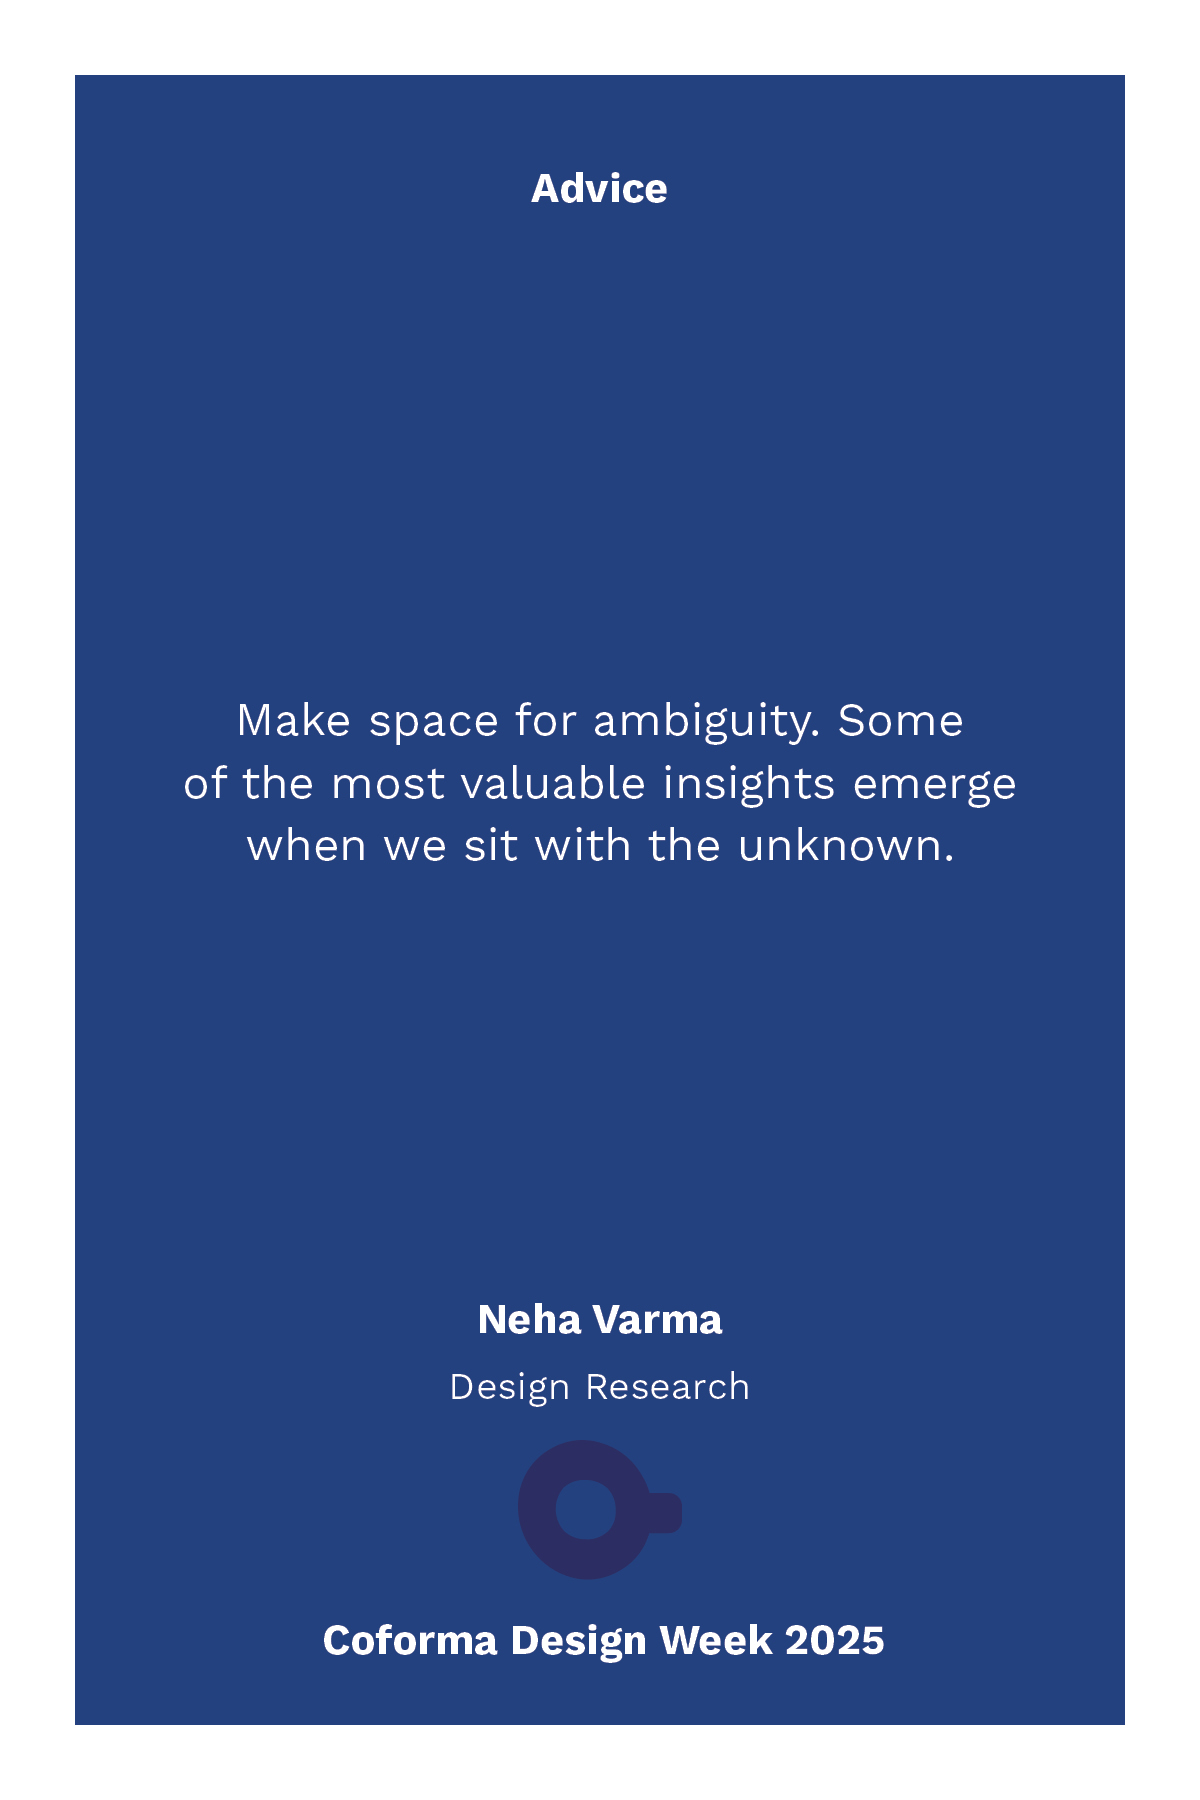 Advice
Make space for ambiguity. Some
of the most valuable insights emerge
when we sit with the unknown.
Neha Varma
Design Research
Coforma Design Week 2025